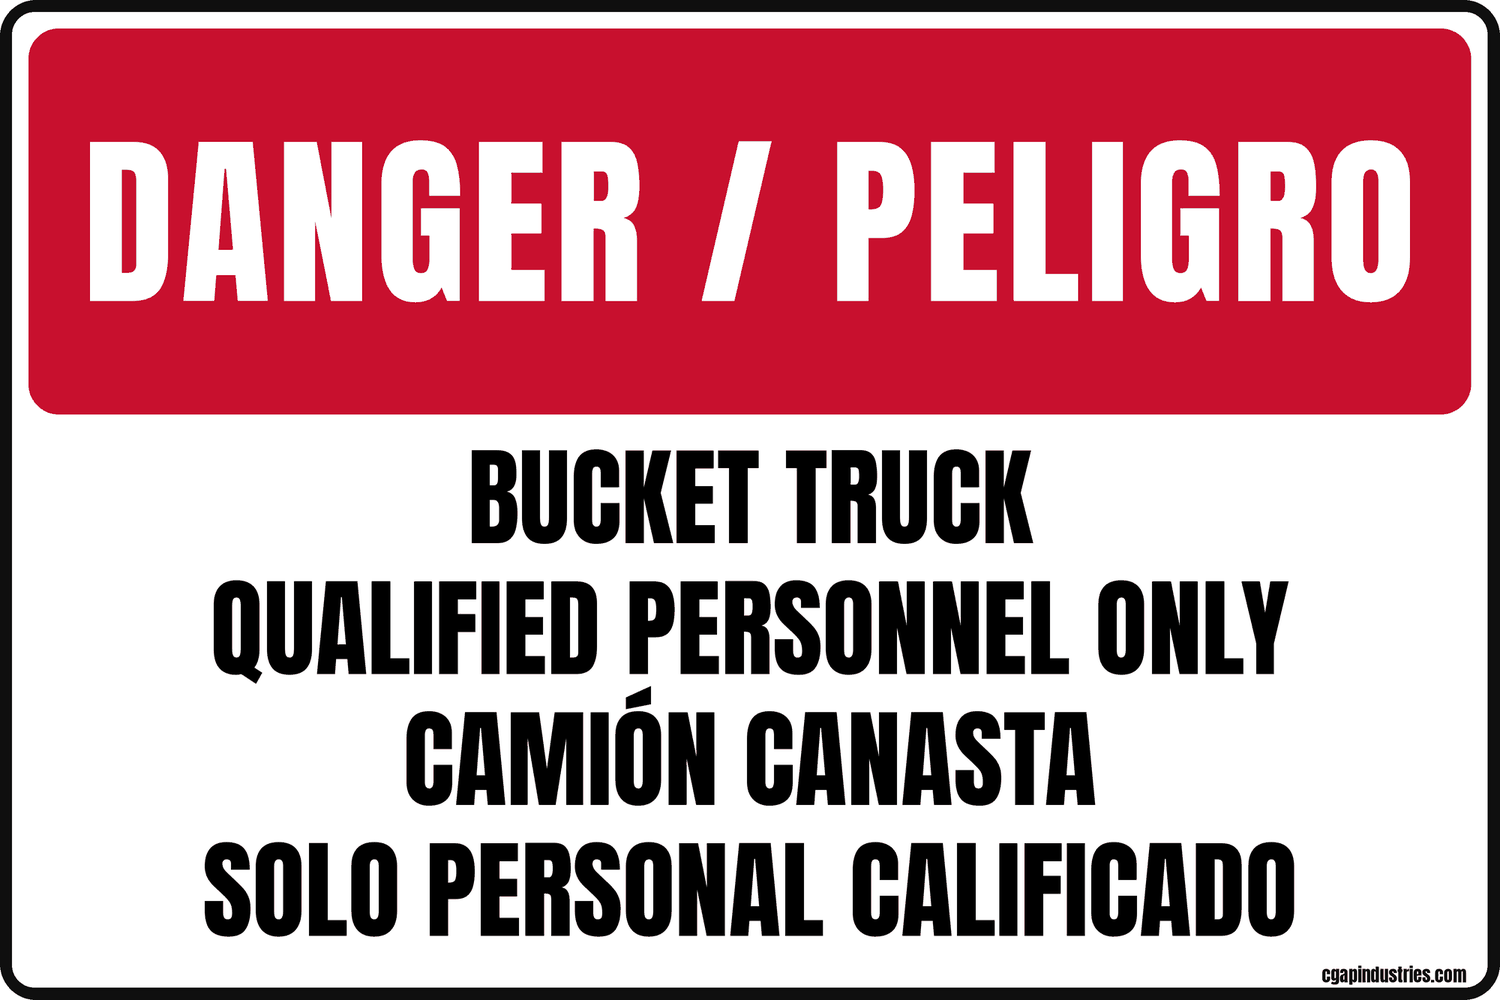 DANGER / PELIGRO
BUCKET TRUCK
QUALIFIED PERSONNEL ONLY
CAMIÓN CANASTA
SOLO PERSONAL CALIFICADO
cgapindustries.com